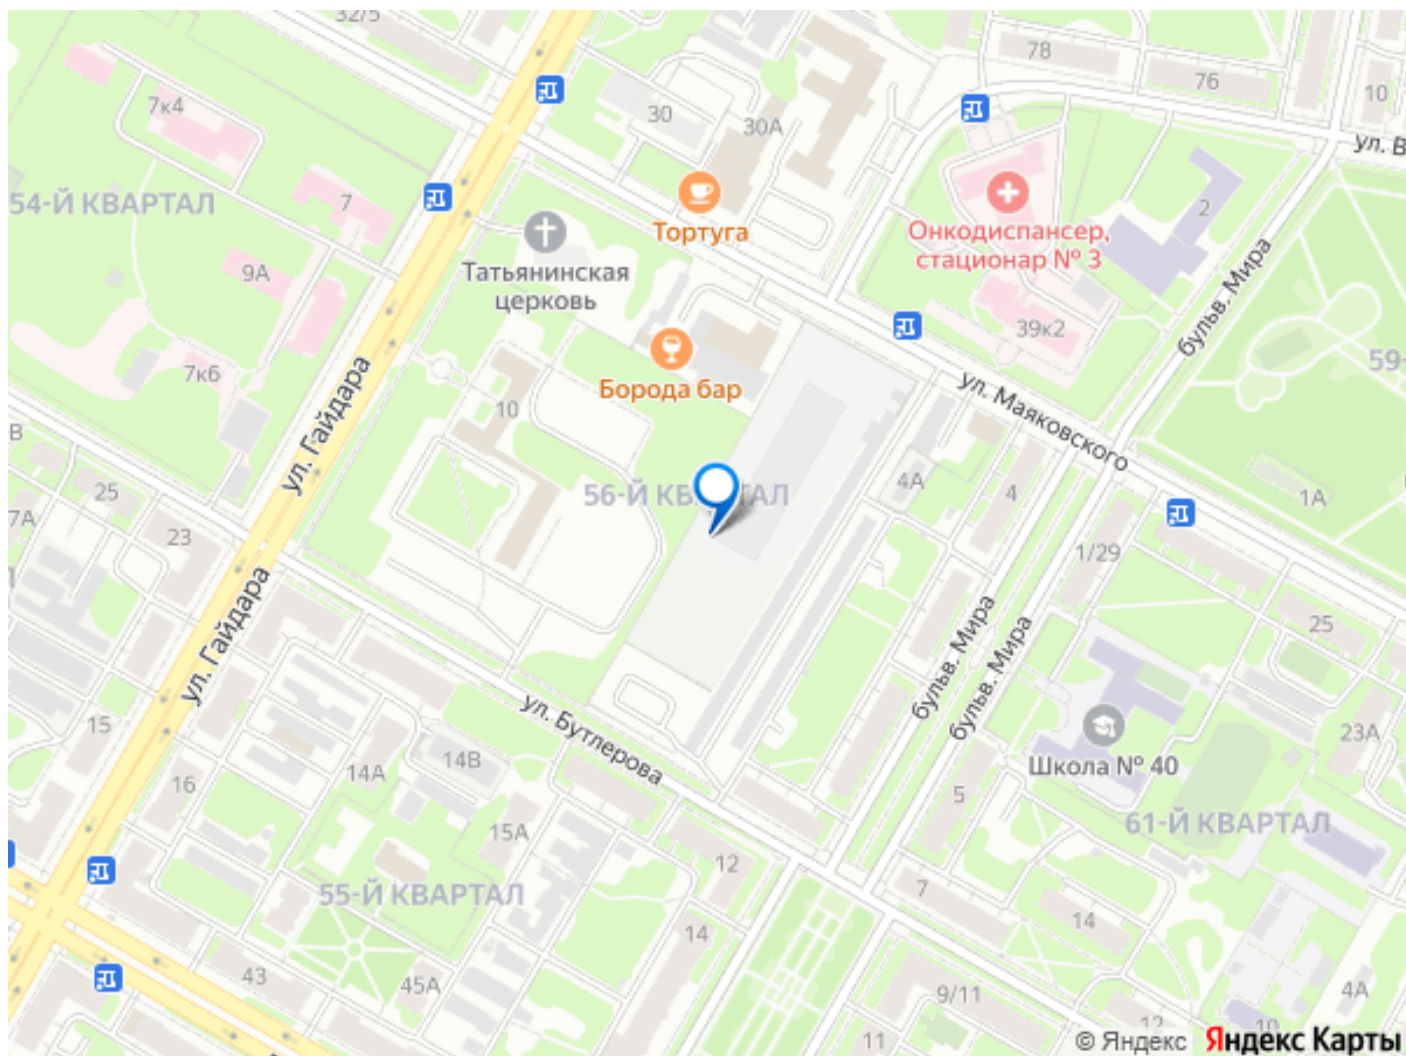 32/5
78
76
10
7к4
30
30А
ул. В
54-Й КВАРТАЛ
7
2
Тортуга
Онкодиспансер,
стационар № 3
9А
Татьянинская
церковь
бульв. Мира
39к2
59-
7к6
Борода бар
ул. Гайдара
10
ул. Маяковского
В
25
56-Й КВАРТАЛ
4А
4
1А
7А
23
1/29
Л
ул. Гайдара
бульв. Мира
бульв. Мира
25
15
ул. Бутлерова
Школа № 40
23А
14В
14А
16
5
15А
61-Й КВАРТАЛ
12
55-Й КВАРТАЛ
7
14
14
43
45А
9/11
4А
12
10
11
© Яндекс Яндекс Карты